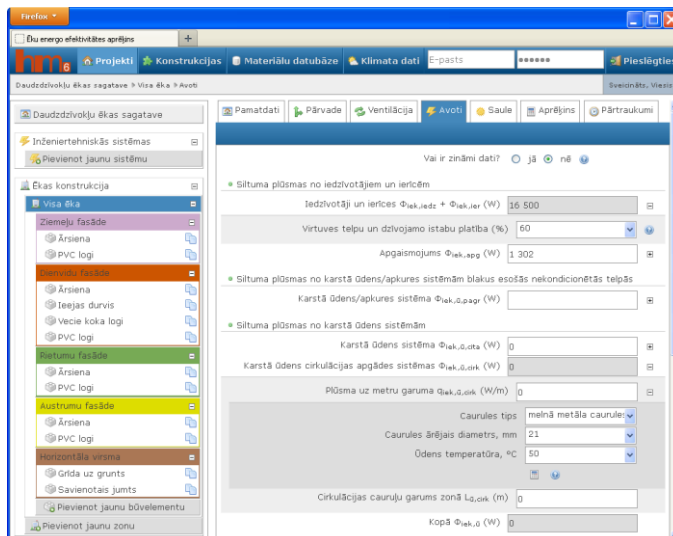 Firefox
Ēku energo efektivitātes aprēķins
+
hm 6
Projekti
Konstrukcijas
Materiālu datubāze
Klimata dati
E-pasts
••••••
Pieslēgties
Daudzdzīvokļu ēkas sagatave > Visa ēka > Avoti
Sveicināts, Viesis
Daudzdzīvokļu ēkas sagatave
Inženiertehniskās sistēmas
Pievienot jaunu sistēmu
Ēkas konstrukcija
Visa ēka
Ziemeļu fasāde
Ārsiena
PVC logi
Dienvidu fasāde
Ārsiena
Ieejas durvis
Vecie koka logi
PVC logi
Rietumu fasāde
Ārsiena
PVC logi
Austrumu fasāde
Ārsiena
PVC logi
Horizontāla virsma
Grīda uz grunts
Savienotais jumts
Pievienot jaunu būvelementu
Pievienot jaunu zonu
Pamatdati
Pārvade
Ventilācija
Avoti
Saule
Aprēķins
Pārtraukumi
Vai ir zināmi dati? jā nē
Siltuma plūsmas no iedzīvotājiem un ierīcēm
Iedzīvotāji un ierīces Φiek,iedz + Φiek,ier (W) 16 500
Virtuves telpu un dzīvojamo istabu platība (%) 60
Apgaismojums Φiek,apg (W) 1 302
Siltuma plūsmas no karstā ūdens/apkures sistēmām blakus esošās nekondicionētās telpās
Karstā ūdens/apkures sistēma Φiek,ū,pagr (W)
Siltuma plūsmas no karstā ūdens sistēmām
Karstā ūdens sistēma Φiek,ū,cita (W) 0
Karstā ūdens cirkulācijas apgādes sistēmas Φiek,ū,cirk (W) 0
Plūsma uz metru garuma qiek,ū,cirk (W/m) 0
Caurules tips melnā metāla caurules
Caurules ārējais diametrs, mm 21
Ūdens temperatūra, ºC 50
Cirkulācijas cauruļu garums zonā Lū,cirk (m) 0
Kopā Φiek,ū (W) 0